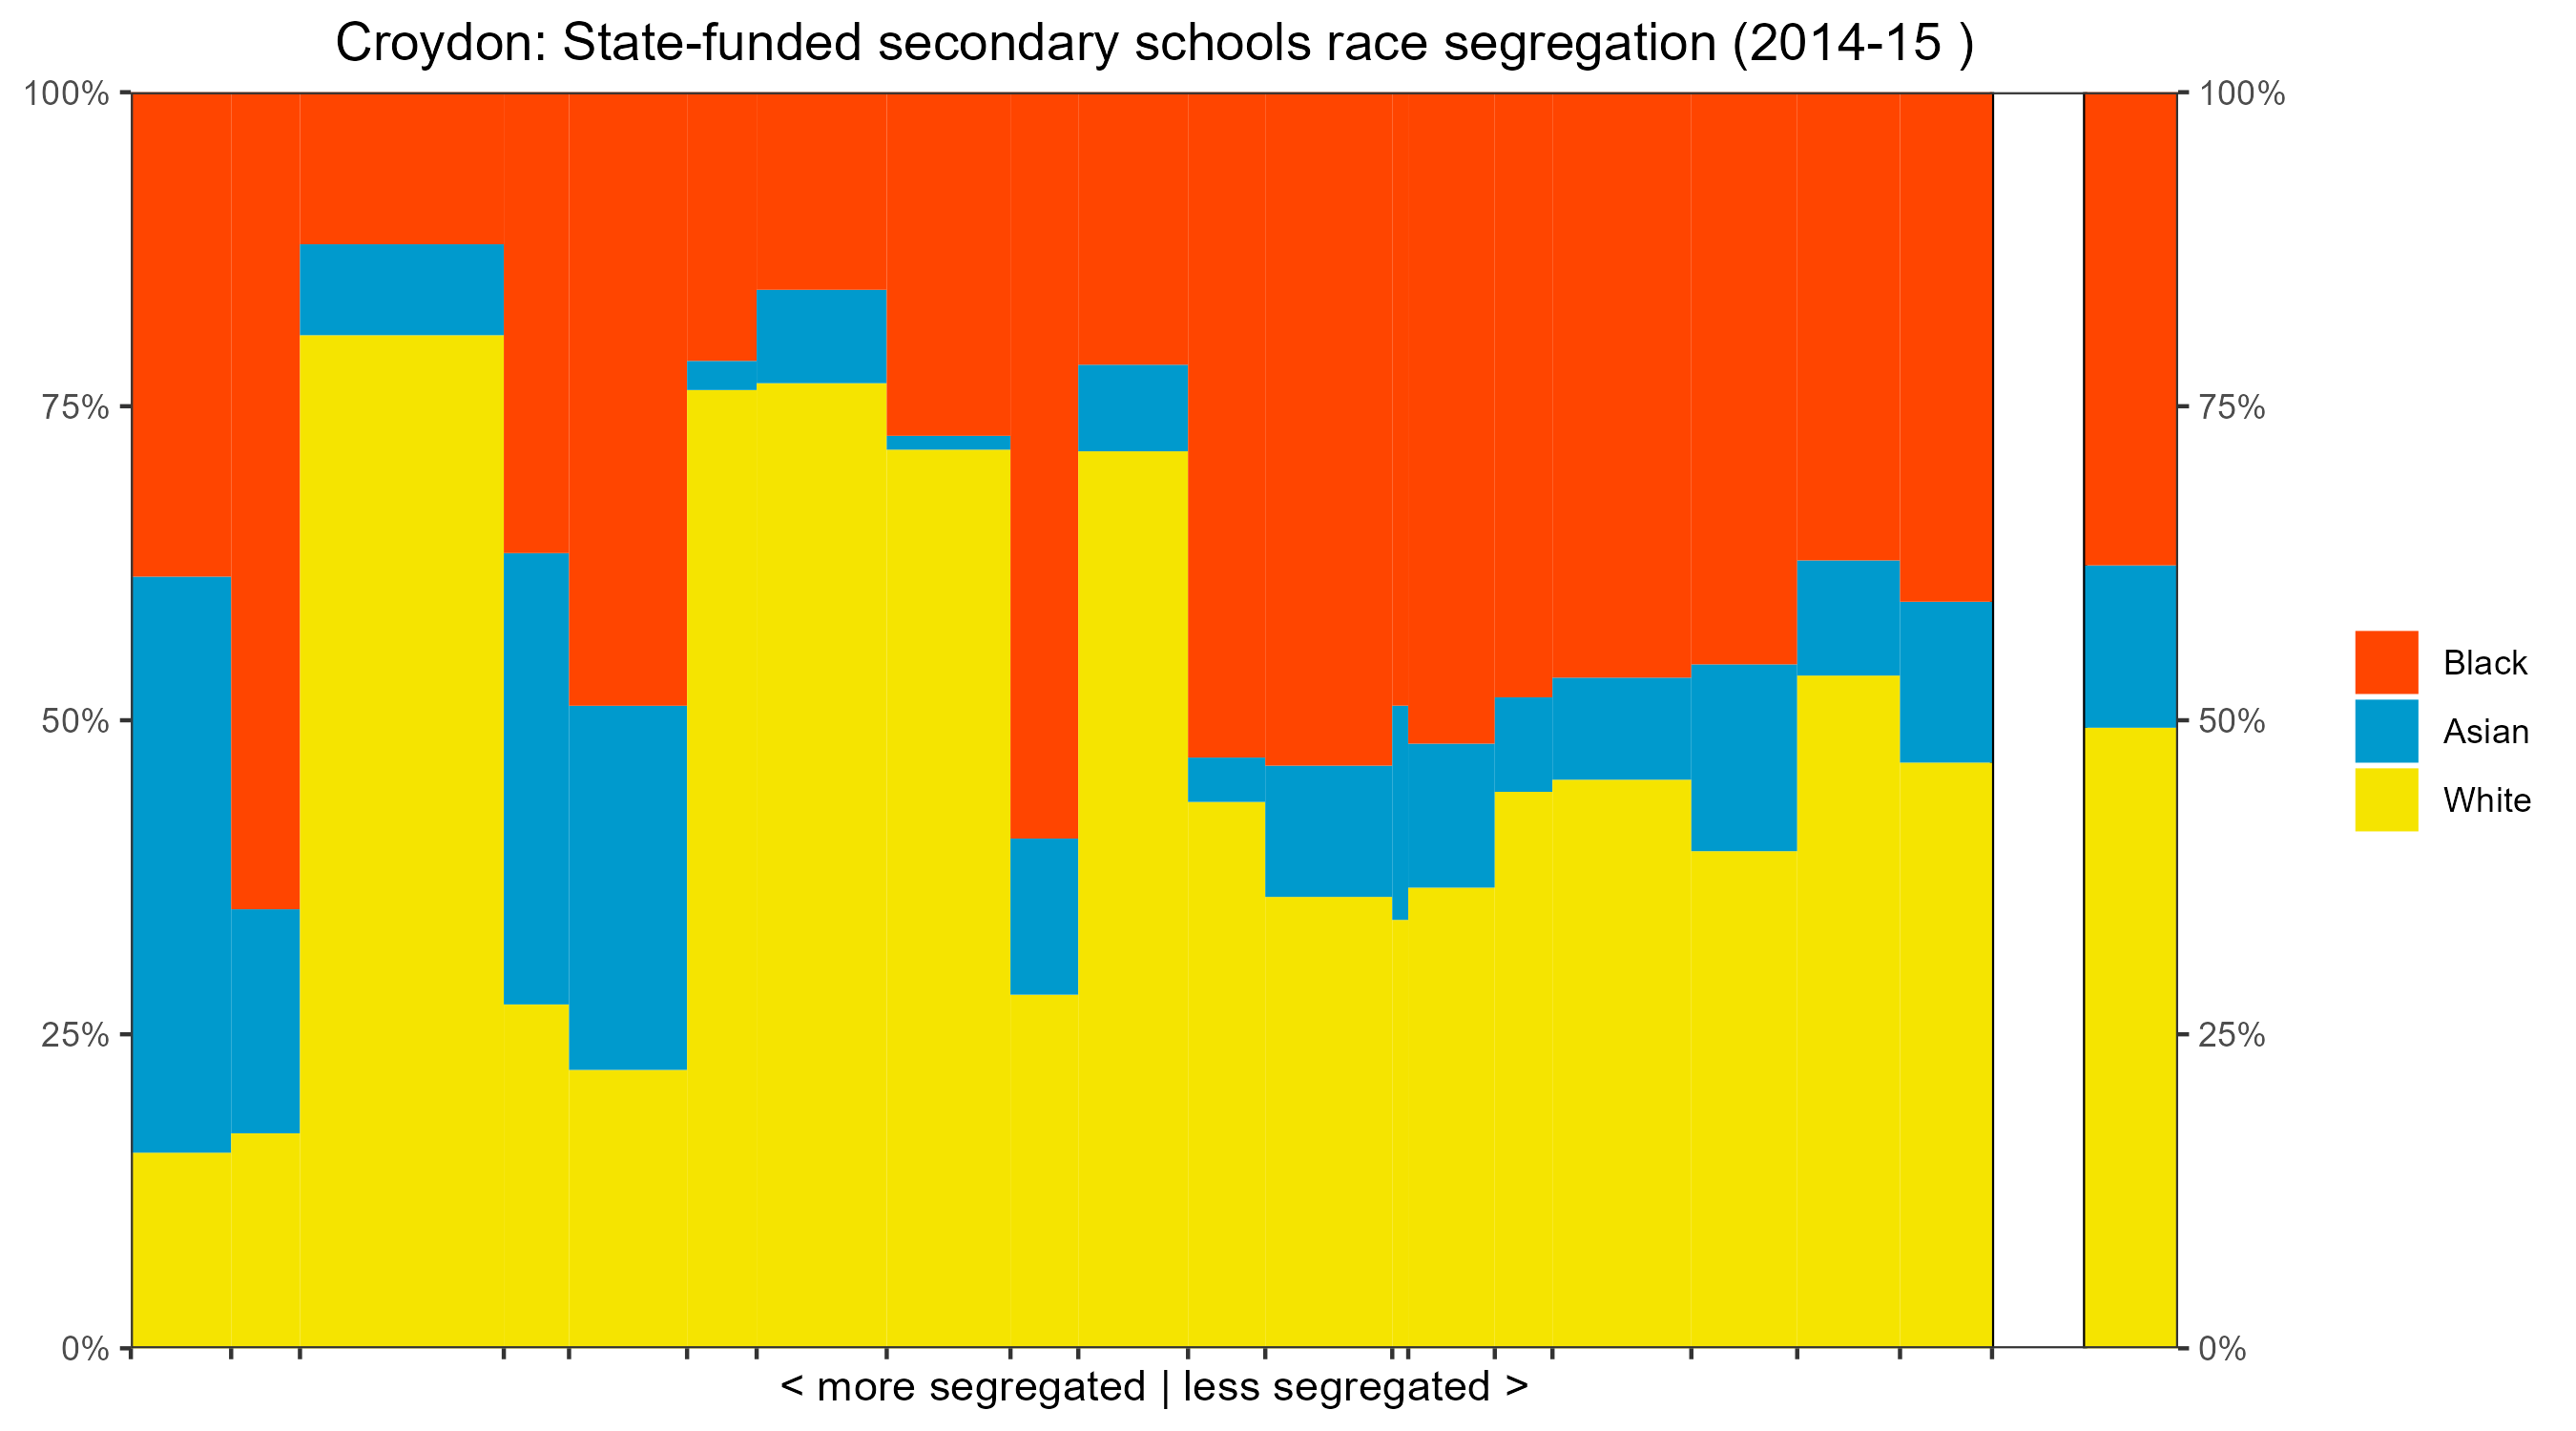 Croydon: State-funded secondary schools race segregation (2014-15 )
100%
75%
50%
25%
0%
100%
75%
50%
25%
0%
Black
Asian
White
< more segregated | less segregated >